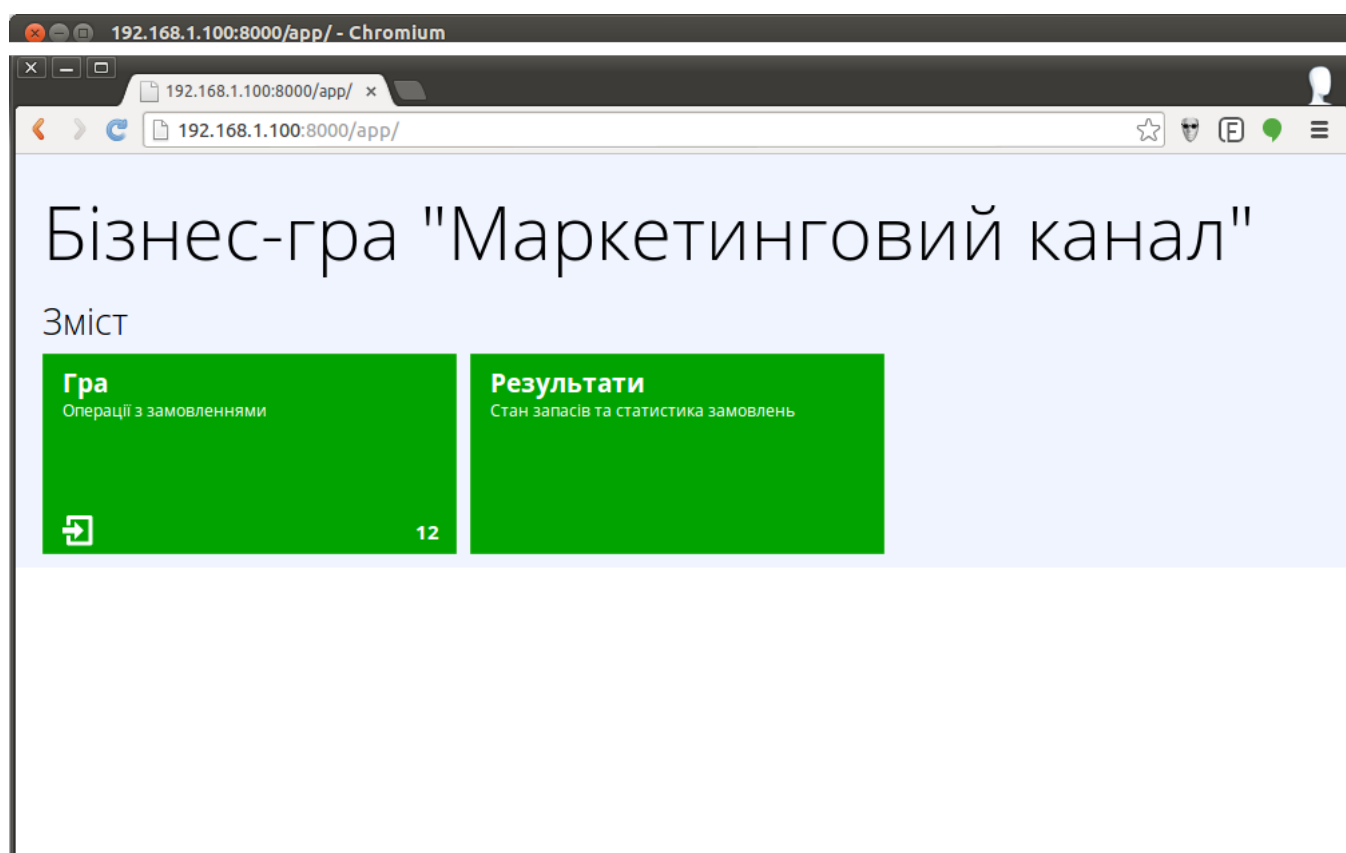 192.168.1.100:8000/app/ - Chromium
192.168.1.100:8000/app/
192.168.1.100:8000/app/
Бізнес-гра "Маркетинговий канал"
Зміст
Гра
Операції з замовленнями
12
Результати
Стан запасів та статистика замовлень